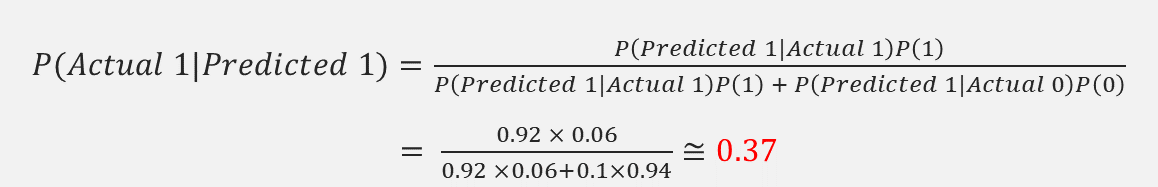 P(Actual 1|Predicted 1) = P(Predicted 1|Actual 1)P(1)
P(Predicted 1|Actual 1)P(1) + P(Predicted 1|Actual 0)P(0)
= 0.92 × 0.06
0.92 ×0.06+0.1×0.94 ≅ 0.37